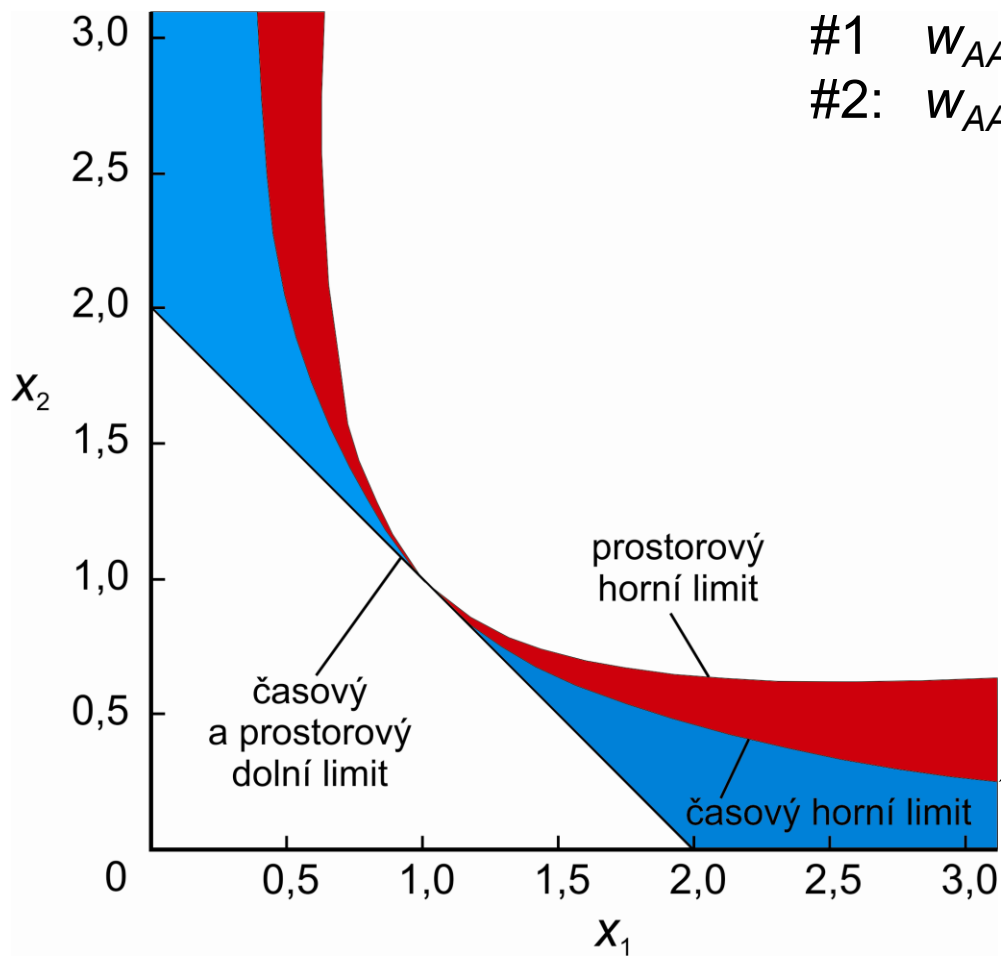 #1 wAA
#2: wAA
3,0
2,5
2,0
x2
1,5
1,0
prostorový
horní limit
časový
a prostorový
dolní limit
0,5
časový horní limit
0
0,5
1,0
1,5
2,0
2,5
3,0
x1